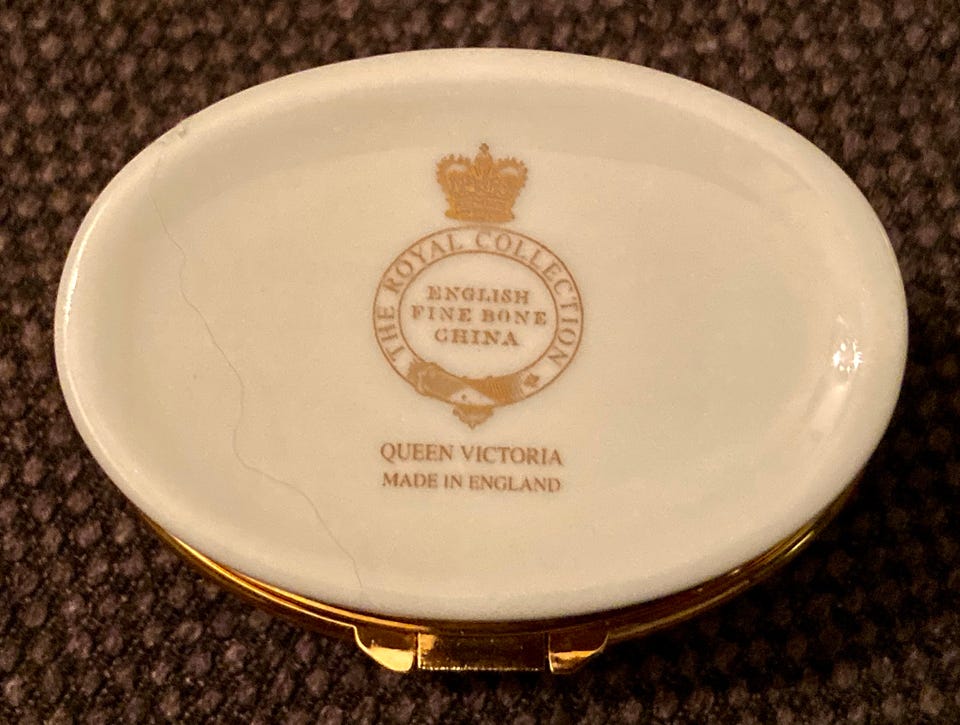 THE ROYAL COLLECTION
ENGLISH
FINE BONE
CHINA
QUEEN VICTORIA
MADE IN ENGLAND